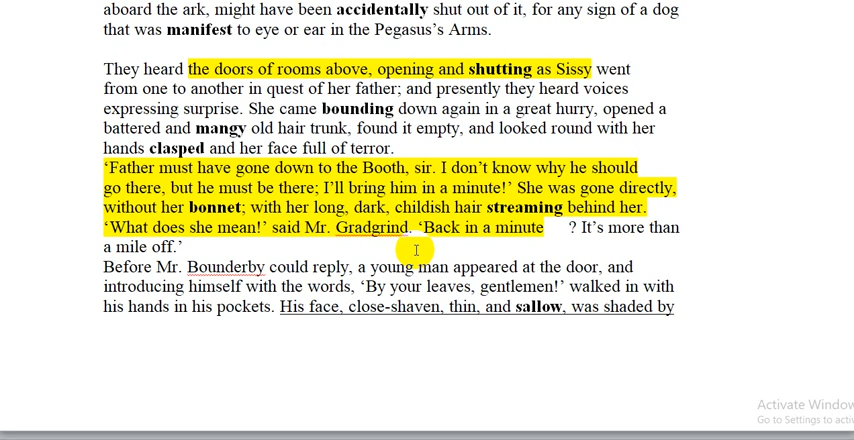 aboard the ark, might have been accidentally shut out of it, for any sign of a dog
that was manifest to eye or ear in the Pegasus’s Arms.
They heard the doors of rooms above, opening and shutting as Sissy went
from one to another in quest of her father; and presently they heard voices
expressing surprise. She came bounding down again in a great hurry, opened a
battered and mangy old hair trunk, found it empty, and looked round with her
hands clasped and her face full of terror.
‘Father must have gone down to the Booth, sir. I don’t know why he should
go there, but he must be there; I’ll bring him in a minute!’ She was gone directly,
without her bonnet; with her long, dark, childish hair streaming behind her.
‘What does she mean!’ said Mr. Gradgrind. ‘Back in a minute ? It’s more than
a mile off.’
Before Mr. Bounderby could reply, a young man appeared at the door, and
introducing himself with the words, ‘By your leaves, gentlemen!’ walked in with
his hands in his pockets. His face, close-shaven, thin, and sallow, was shaded by
Activate Window
Go to Settings to activ